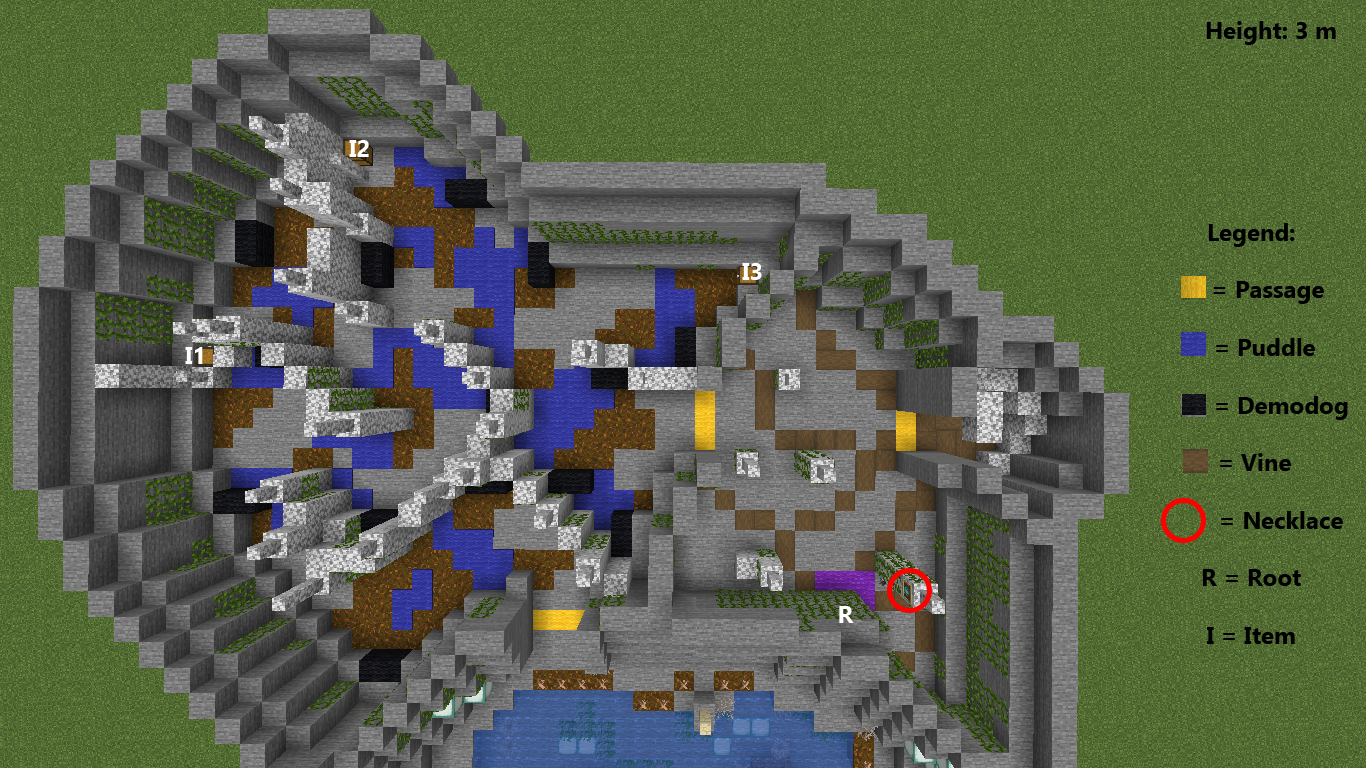 Height: 3 m
I2
I3
I1
R
Legend:
= Passage
= Puddle
= Demodog
= Vine
= Necklace
R = Root
I = Item